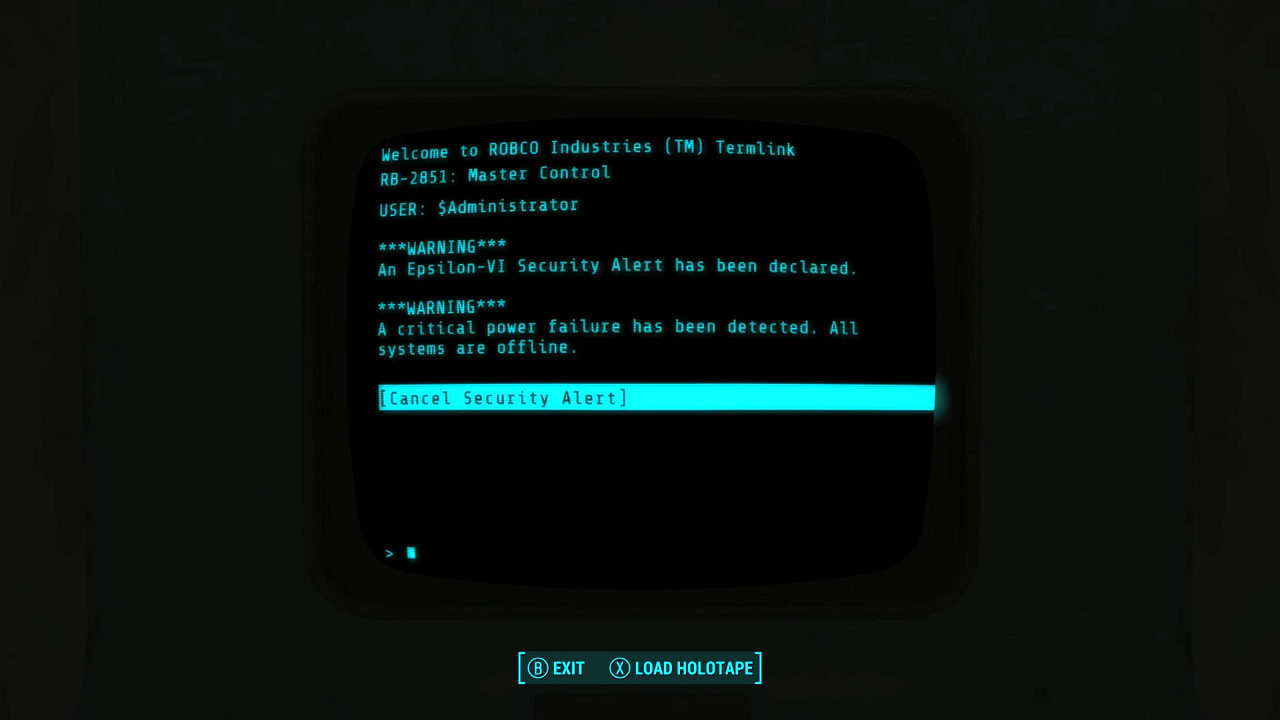 Welcome to ROBCO Industries (TM) Termlink
RB-2851: Master Control
USER: $Administrator
***WARNING***
An Epsilon-VI Security Alert has been declared.
***WARNING***
A critical power failure has been detected. All
systems are offline.
[Cancel Security Alert]
>
Ⓑ EXIT Ⓧ LOAD HOLOTAPE